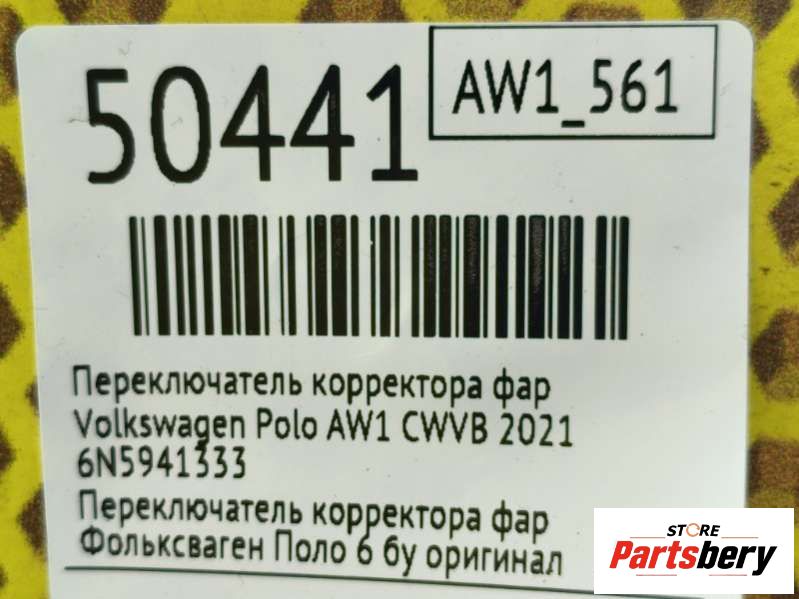 50441
AW1_561
Переключатель корректора фар
Volkswagen Polo AW1 CWVB 2021
6N5941333
Переключатель корректора фар
Фольксваген Поло 6 бу оригинал
STORE
Partsbery